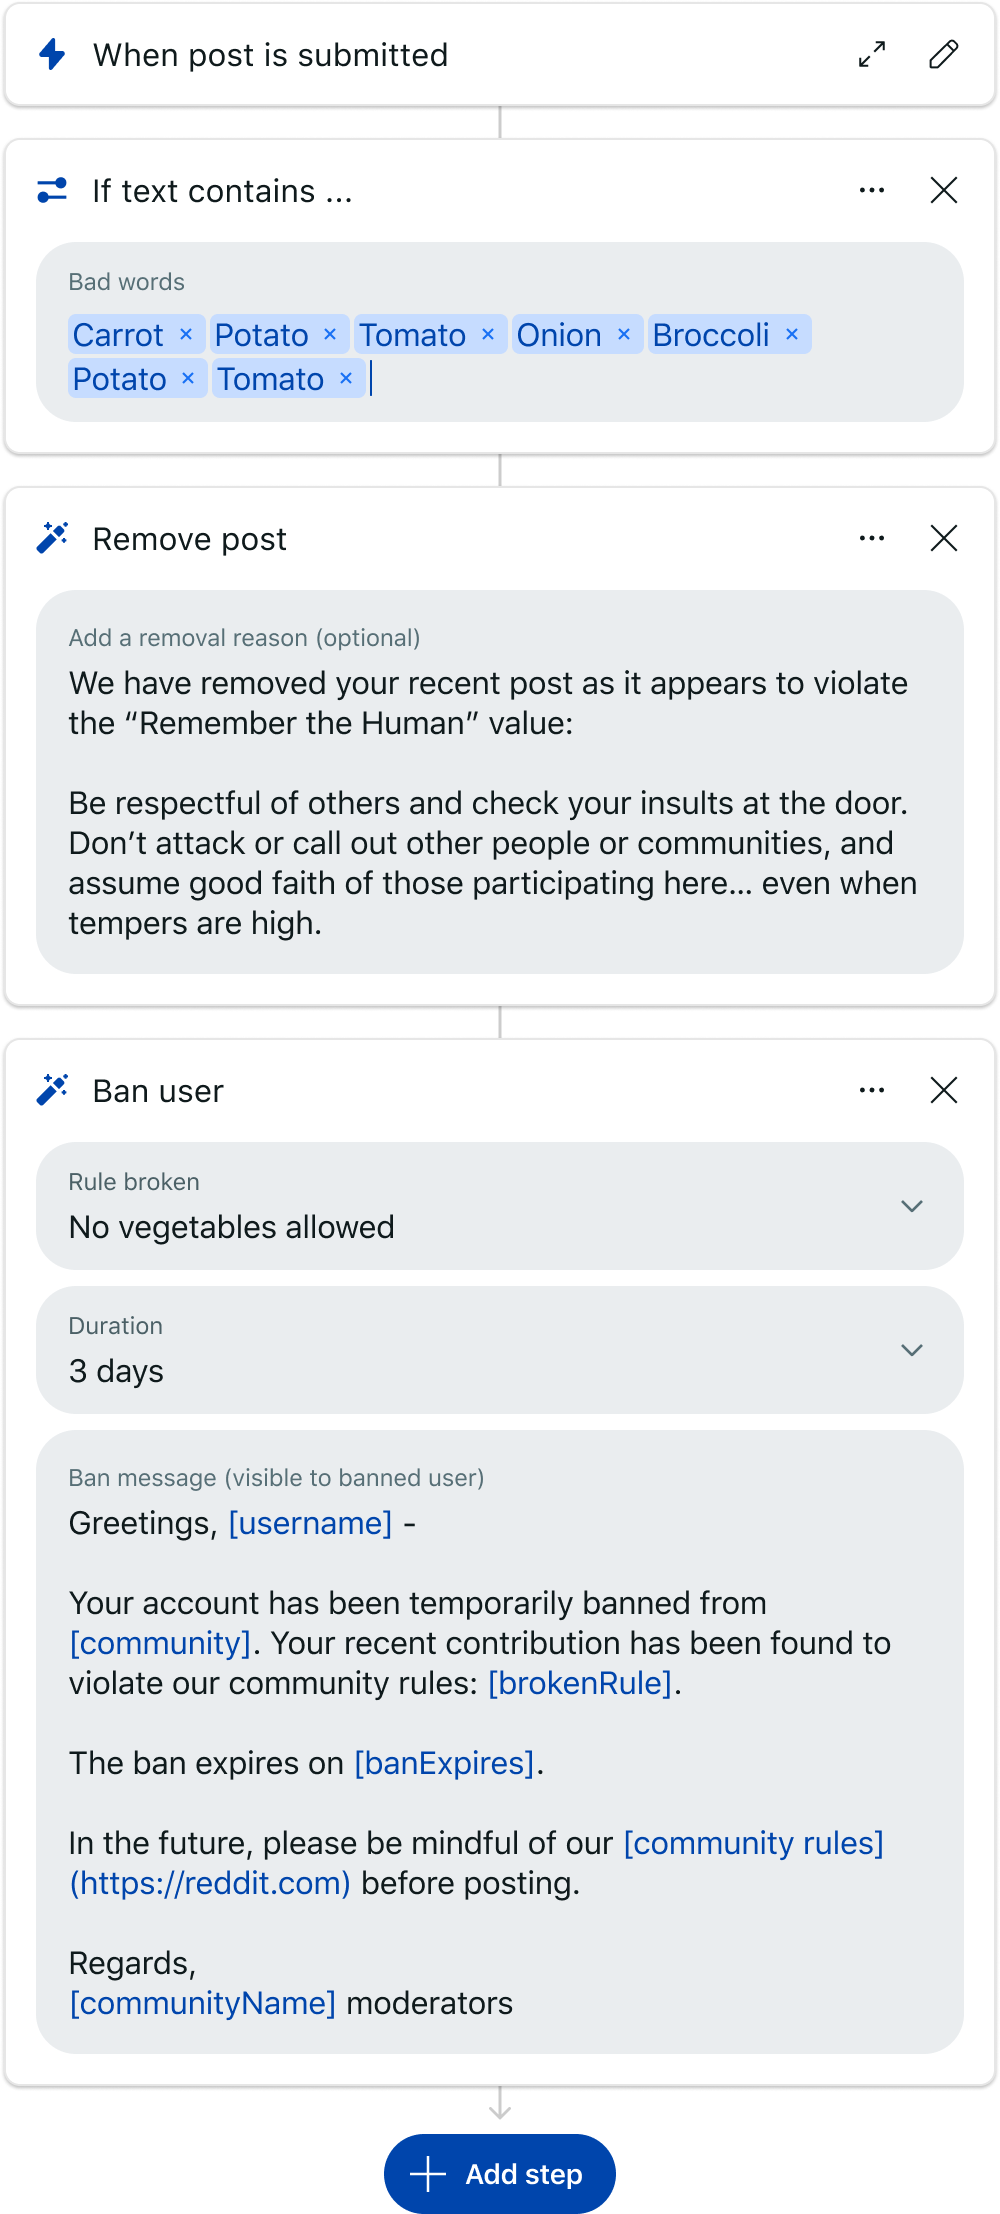 When post is submitted
If text contains ...
Bad words
Carrot × Potato × Tomato × Onion × Broccoli ×
Potato × Tomato ×
Remove post
Add a removal reason (optional)
We have removed your recent post as it appears to violate
the “Remember the Human” value:
Be respectful of others and check your insults at the door.
Don’t attack or call out other people or communities, and
assume good faith of those participating here... even when
tempers are high.
Ban user
Rule broken
No vegetables allowed
Duration
3 days
Ban message (visible to banned user)
Greetings, [username] -
Your account has been temporarily banned from
[community]. Your recent contribution has been found to
violate our community rules: [brokenRule].
The ban expires on [banExpires].
In the future, please be mindful of our [community rules]
(https://reddit.com) before posting.
Regards,
[communityName] moderators
Add step